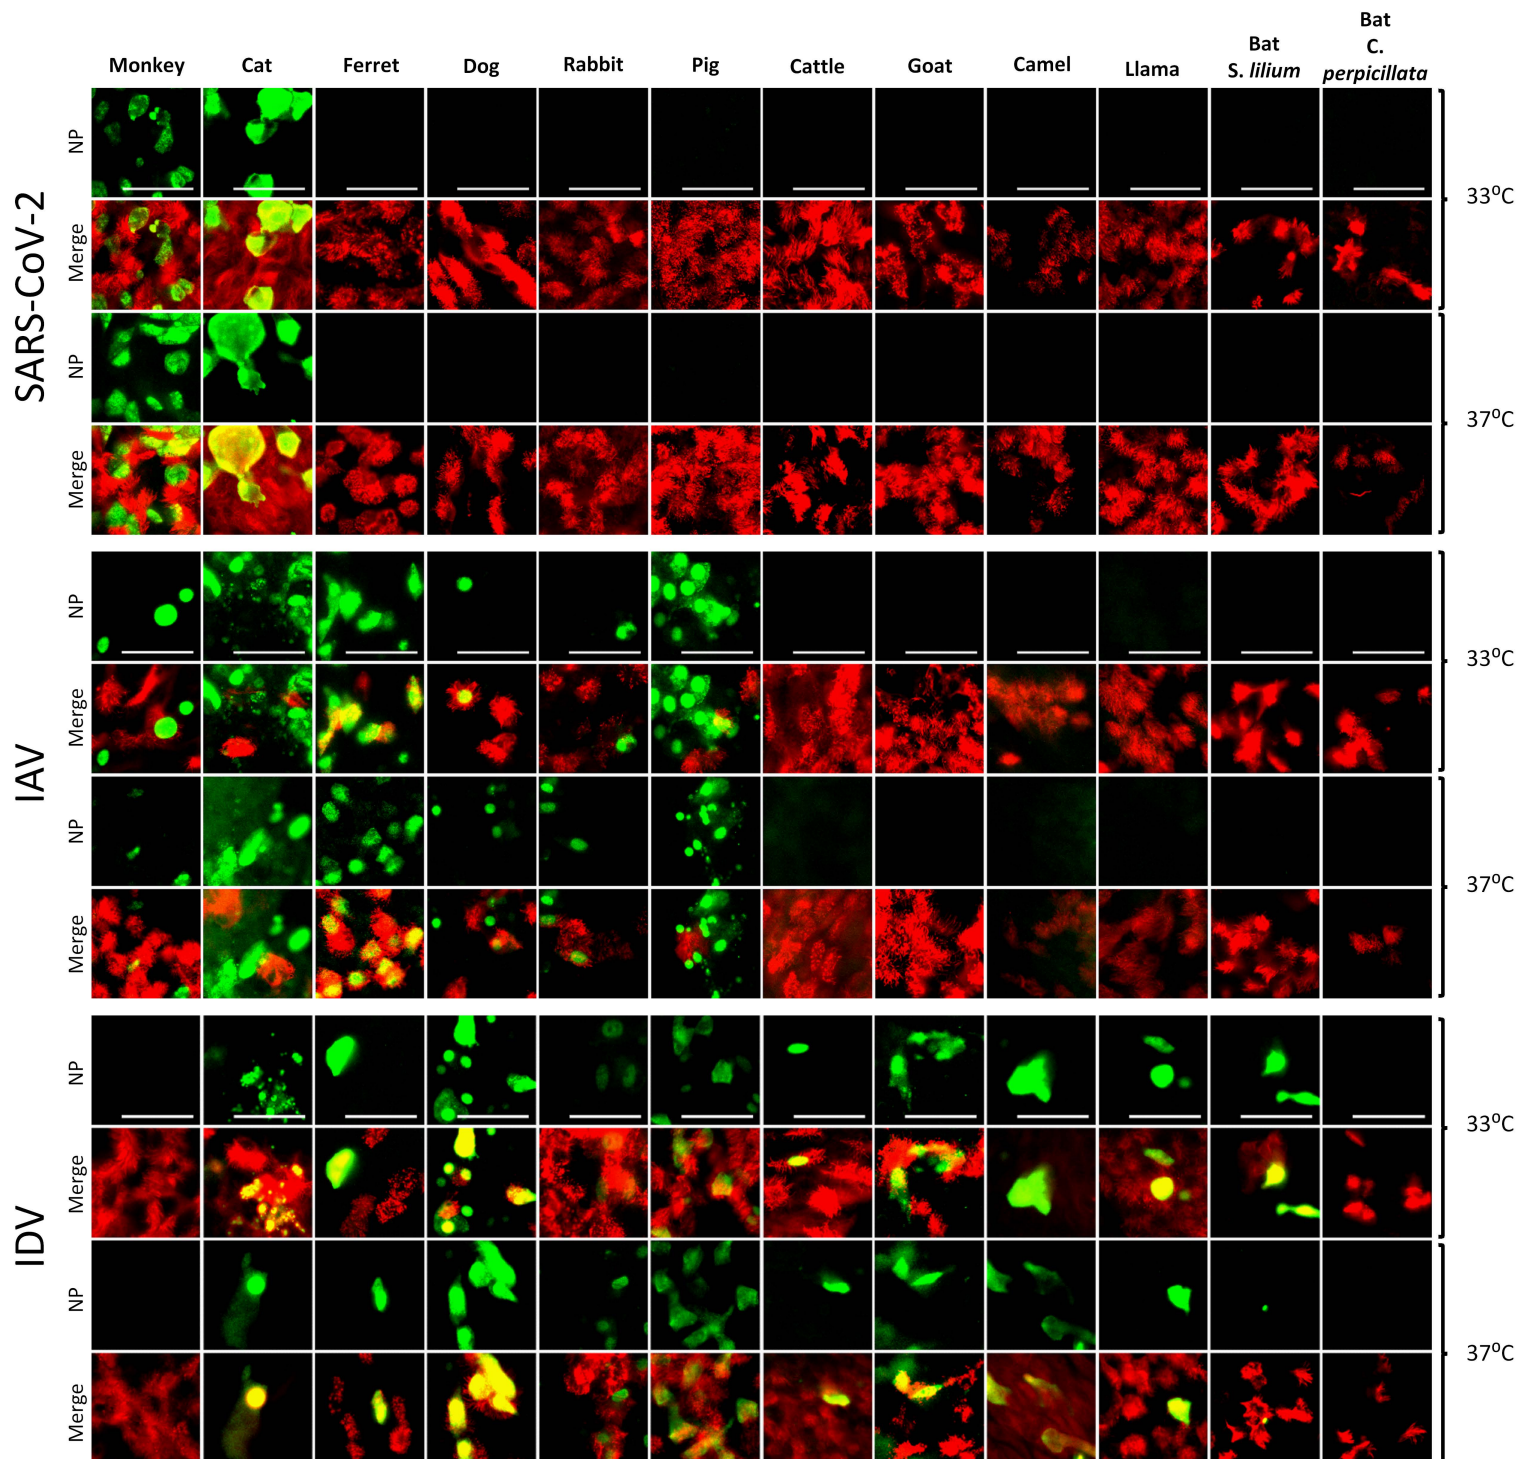 Monkey Cat Ferret Dog Rabbit Pig Cattle Goat Camel Llama
Bat
S. lilium
Bat
C.
perpicillata
SARS-CoV-2
NP
33°C
Merge
NP
37°C
Merge
IAV
NP
33°C
Merge
NP
37°C
Merge
IDV
NP
33°C
Merge
NP
37°C
Merge